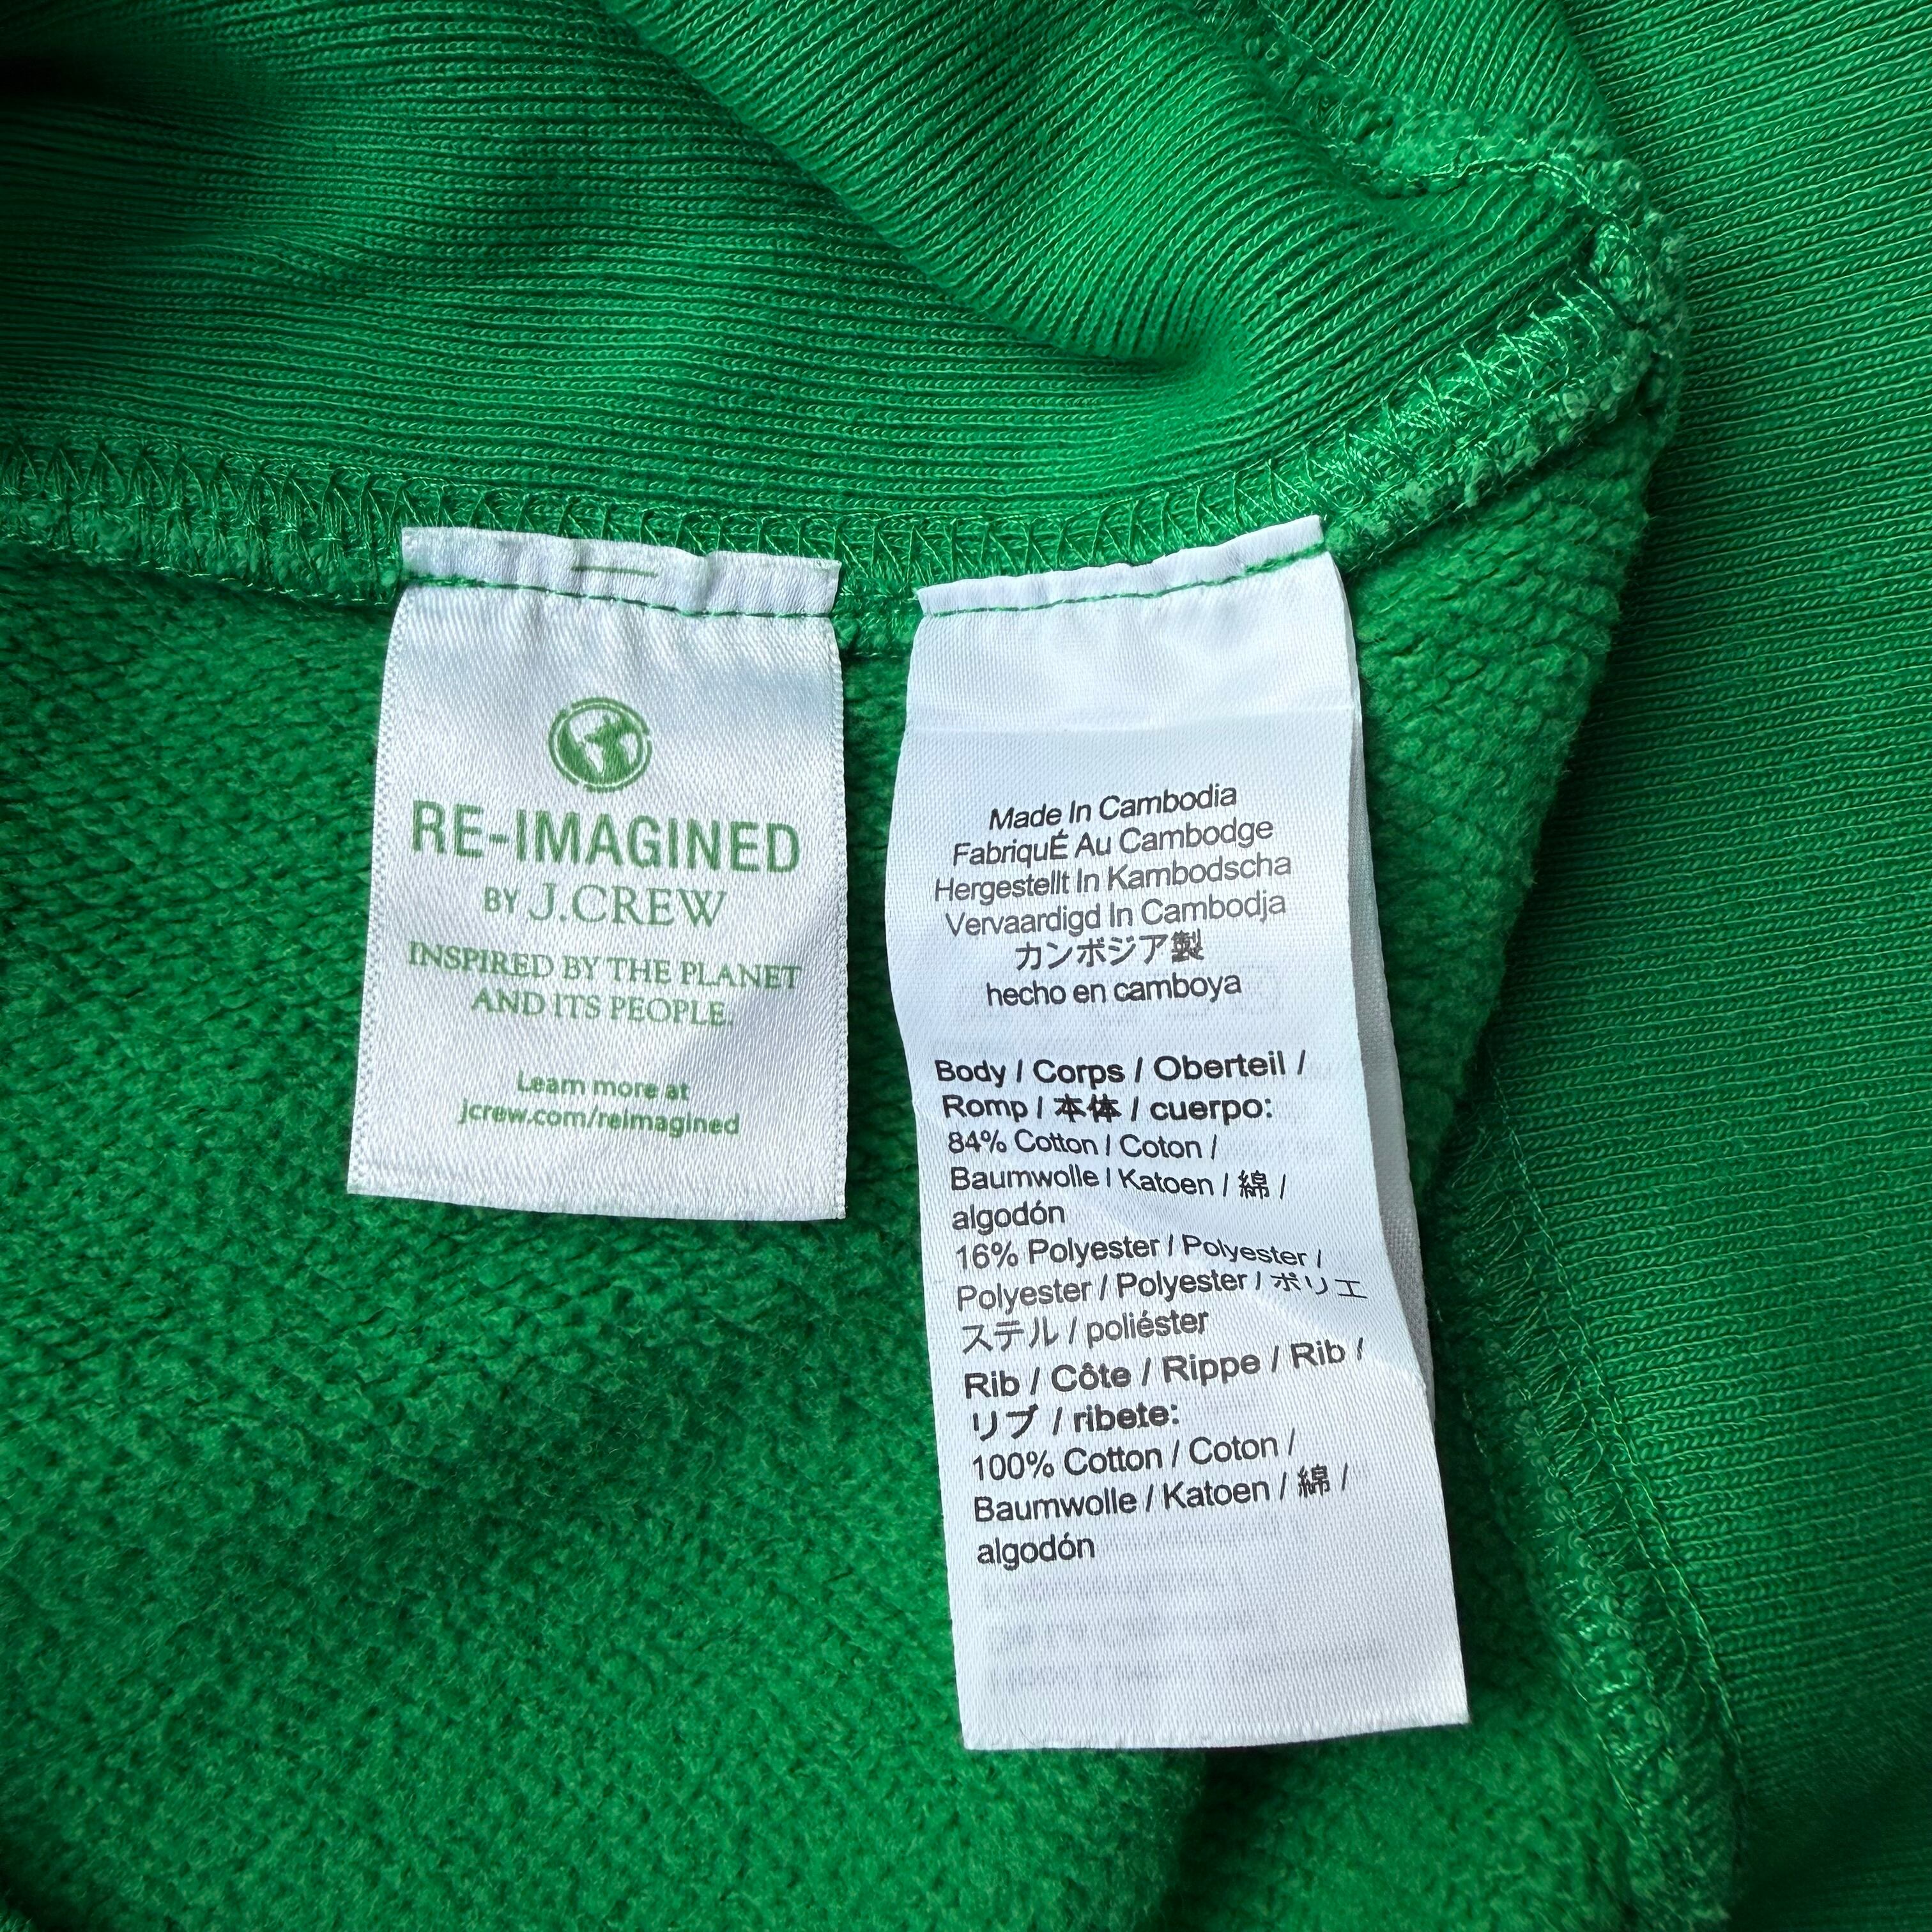 RE-IMAGINED
BY J.CREW
INSPIRED BY THE PLANET
AND ITS PEOPLE.
Learn more at
jcrew.com/reimagined
Made In Cambodia
FabriquÉ Au Cambodge
Hergestellt In Kambodscha
Vervaardigd In Cambodja
カンボジア製
hecho en camboya
Body / Corps / Oberteil /
Romp / 本体 / cuerpo:
84% Cotton / Coton /
Baumwolle / Katoen / 綿 /
algodón
16% Polyester / Polyester /
Polyester / Polyester / ポリエ
ステル / poliéster
Rib / Côte / Rippe / Rib /
リブ / ribete:
100% Cotton / Coton /
Baumwolle / Katoen / 綿 /
algodón